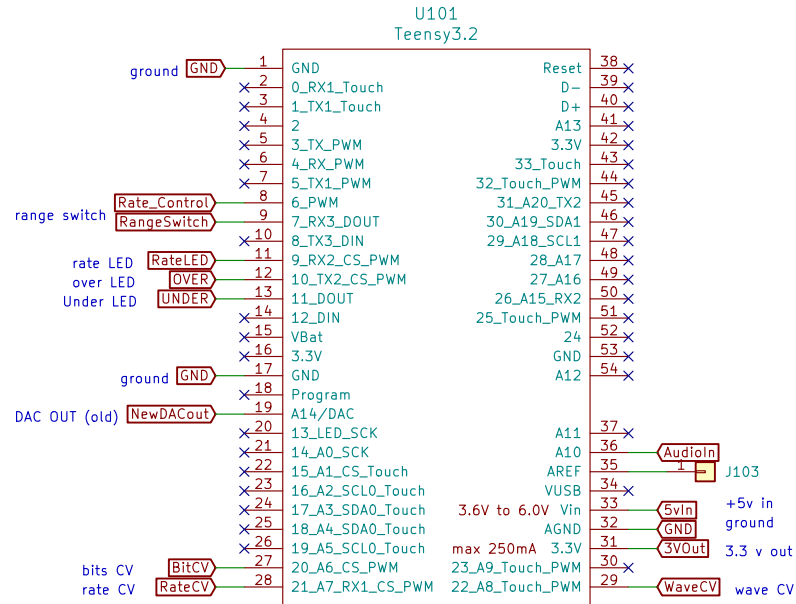 U101
Teensy3.2
ground GND 1 GND Reset 38
2 0_RX1_Touch D- 39
3 1_TX1_Touch D+ 40
4 2 A13 41
5 3_TX_PWM 3.3V 42
6 4_RX_PWM 33_Touch 43
7 5_TX1_PWM 32_Touch_PWM 44
Rate_Control 8 6_PWM 31_A20_TX2 45
range switch RangeSwitch 9 7_RX3_DOUT 30_A19_SDA1 46
10 8_TX3_DIN 29_A18_SCL1 47
rate LED RateLED 11 9_RX2_CS_PWM 28_A17 48
over LED OVER 12 10_TX2_CS_PWM 27_A16 49
Under LED UNDER 13 11_DOUT 26_A15_RX2 50
14 12_DIN 25_Touch_PWM 51
15 VBat 24 52
16 3.3V GND 53
ground GND 17 GND A12 54
18 Program
DAC OUT (old) NewDACout 19 A14/DAC
20 13_LED_SCK A11 37
21 14_A0_SCK A10 36 AudioIn
22 15_A1_CS_Touch AREF 35 1 J103
23 16_A2_SCL0_Touch VUSB 34
24 17_A3_SDA0_Touch 3.6V to 6.0V Vin 33 5vIn +5v in
25 18_A4_SDA0_Touch AGND 32 GND ground
26 19_A5_SCL0_Touch max 250mA 3.3V 31 3VOut 3.3 v out
bits CV BitCV 27 20_A6_CS_PWM 23_A9_Touch_PWM 30
rate CV RateCV 28 21_A7_RX1_CS_PWM 22_A8_Touch_PWM 29 WaveCV wave CV